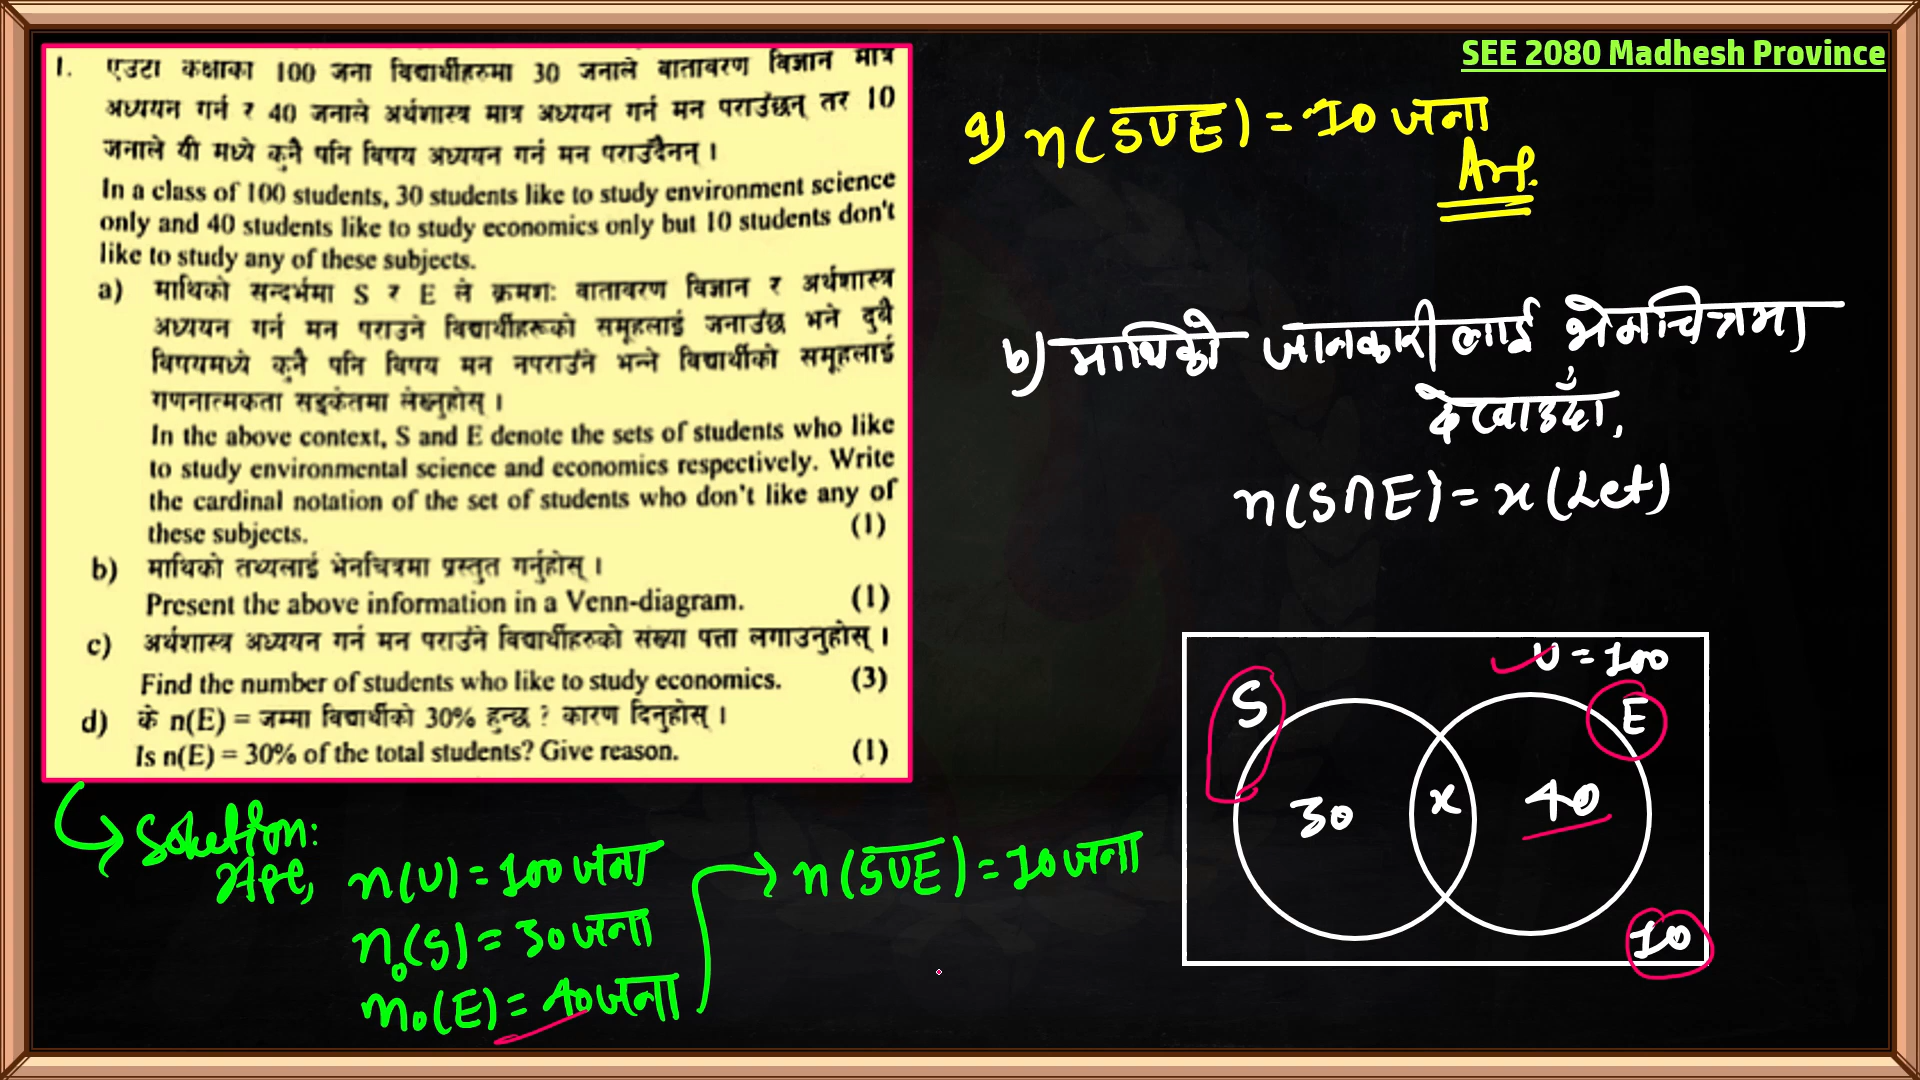 SEE 2080 Madhesh Province
1. एउटा कक्षाका 100 जना विद्यार्थीहरुमा 30 जनाले वातावरण विज्ञान मात्र
अध्ययन गर्न र 40 जनाले अर्थशास्त्र मात्र अध्ययन गर्न मन पराउँछन् तर 10
जनाले यी मध्ये कुनै पनि विषय अध्ययन गर्न मन पराउँदैनन् ।
In a class of 100 students, 30 students like to study environment science
only and 40 students like to study economics only but 10 students don't
like to study any of these subjects.
a) माथिको सन्दर्भमा S र E ले क्रमशः वातावरण विज्ञान र अर्थशास्त्र
अध्ययन गर्न मन पराउने विद्यार्थीहरूको समूहलाई जनाउँछ भने दुवै
विषयमध्ये कुनै पनि विषय मन नपराउने भन्ने विद्यार्थीको समूहलाई
गणनात्मकता सङ्केतमा लेख्नुहोस् ।
In the above context, S and E denote the sets of students who like
to study environmental science and economics respectively. Write
the cardinal notation of the set of students who don't like any of
these subjects. (1)
b) माथिको तथ्यलाई भेनचित्रमा प्रस्तुत गर्नुहोस् ।
Present the above information in a Venn-diagram. (1)
c) अर्थशास्त्र अध्ययन गर्न मन पराउने विद्यार्थीहरुको संख्या पत्ता लगाउनुहोस् ।
Find the number of students who like to study economics. (3)
d) के n(E) = जम्मा विद्यार्थीको 30% हुन्छ ? कारण दिनुहोस् ।
Is n(E) = 30% of the total students? Give reason. (1)
Solution:
Here,
n(U) = 100 जना
n₀(S) = 30 जना
n₀(E) = 40 जना
n(S̅U̅E̅) = 10 जना
a) n(S̅U̅E̅) = 10 जना
Ans.
b) माथिको जानकारीलाई भेनचित्रमा
देखाउँदा,
n(S∩E) = x (Let)
U = 100
S
E
30 x 40
10